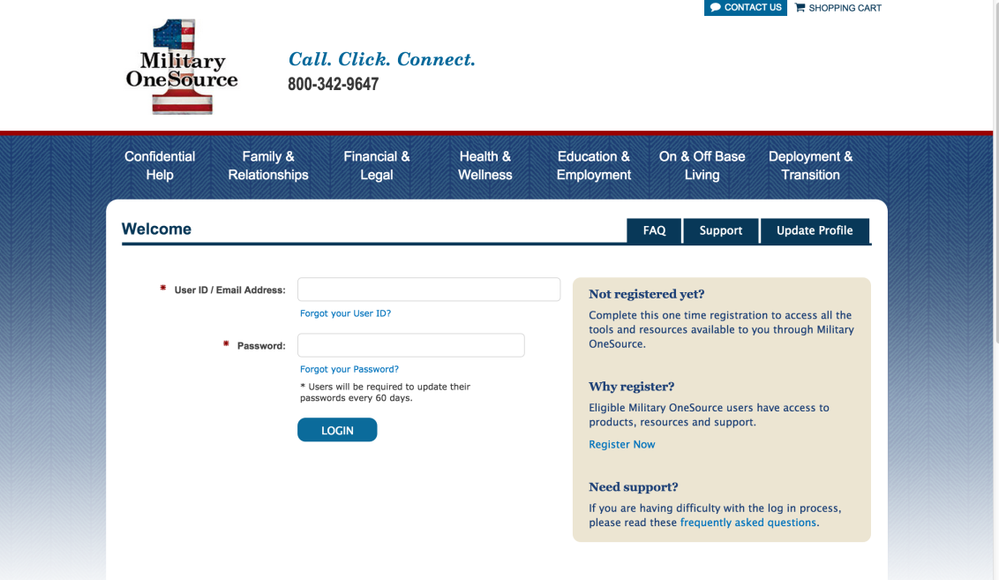 CONTACT US
SHOPPING CART
Military
OneSource
Call. Click. Connect.
800-342-9647
Confidential
Help
Family &
Relationships
Financial &
Legal
Health &
Wellness
Education &
Employment
On & Off Base
Living
Deployment &
Transition
Welcome
FAQ
Support
Update Profile
* User ID / Email Address:
Forgot your User ID?
* Password:
Forgot your Password?
* Users will be required to update their
passwords every 60 days.
LOGIN
Not registered yet?
Complete this one time registration to access all the
tools and resources available to you through Military
OneSource.
Why register?
Eligible Military OneSource users have access to
products, resources and support.
Register Now
Need support?
If you are having difficulty with the log in process,
please read these frequently asked questions.